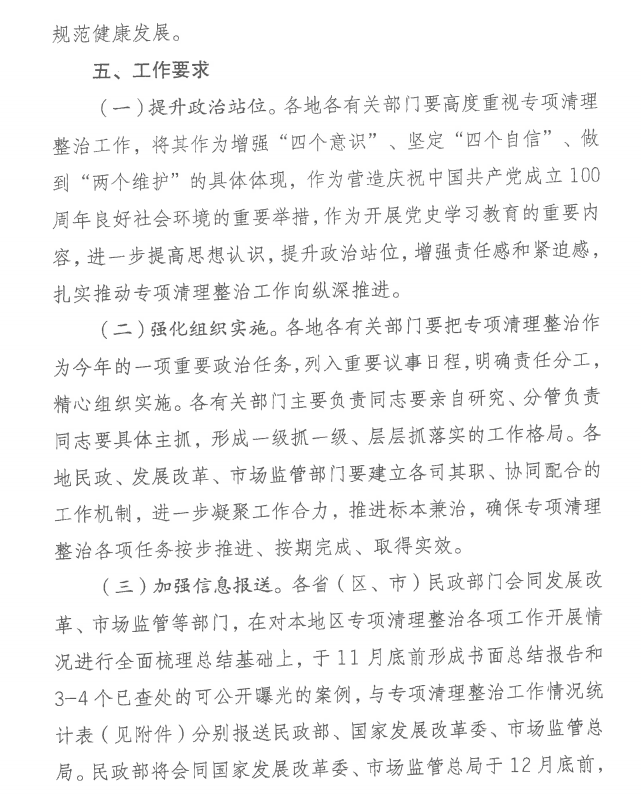 规范健康发展。
五、工作要求
（一）提升政治站位。各地各有关部门要高度重视专项清理
整治工作，将其作为增强“四个意识”、坚定“四个自信”、做
到“两个维护”的具体体现，作为营造庆祝中国共产党成立 100
周年良好社会环境的重要举措，作为开展党史学习教育的重要内
容，进一步提高思想认识，提升政治站位，增强责任感和紧迫感，
扎实推动专项清理整治工作向纵深推进。
（二）强化组织实施。各地各有关部门要把专项清理整治作
为今年的一项重要政治任务，列入重要议事日程，明确责任分工，
精心组织实施。各有关部门主要负责同志要亲自研究、分管负责
同志要具体主抓，形成一级抓一级、层层抓落实的工作格局。各
地民政、发展改革、市场监管部门要建立各司其职、协同配合的
工作机制，进一步凝聚工作合力，推进标本兼治，确保专项清理
整治各项任务按步推进、按期完成、取得实效。
（三）加强信息报送。各省（区、市）民政部门会同发展改
革、市场监管等部门，在对本地区专项清理整治各项工作开展情
况进行全面梳理总结基础上，于 11 月底前形成书面总结报告和
3-4 个已查处的可公开曝光的案例，与专项清理整治工作情况统
计表（见附件）分别报送民政部、国家发展改革委、市场监管总
局。民政部将会同国家发展改革委、市场监管总局于 12 月底前，